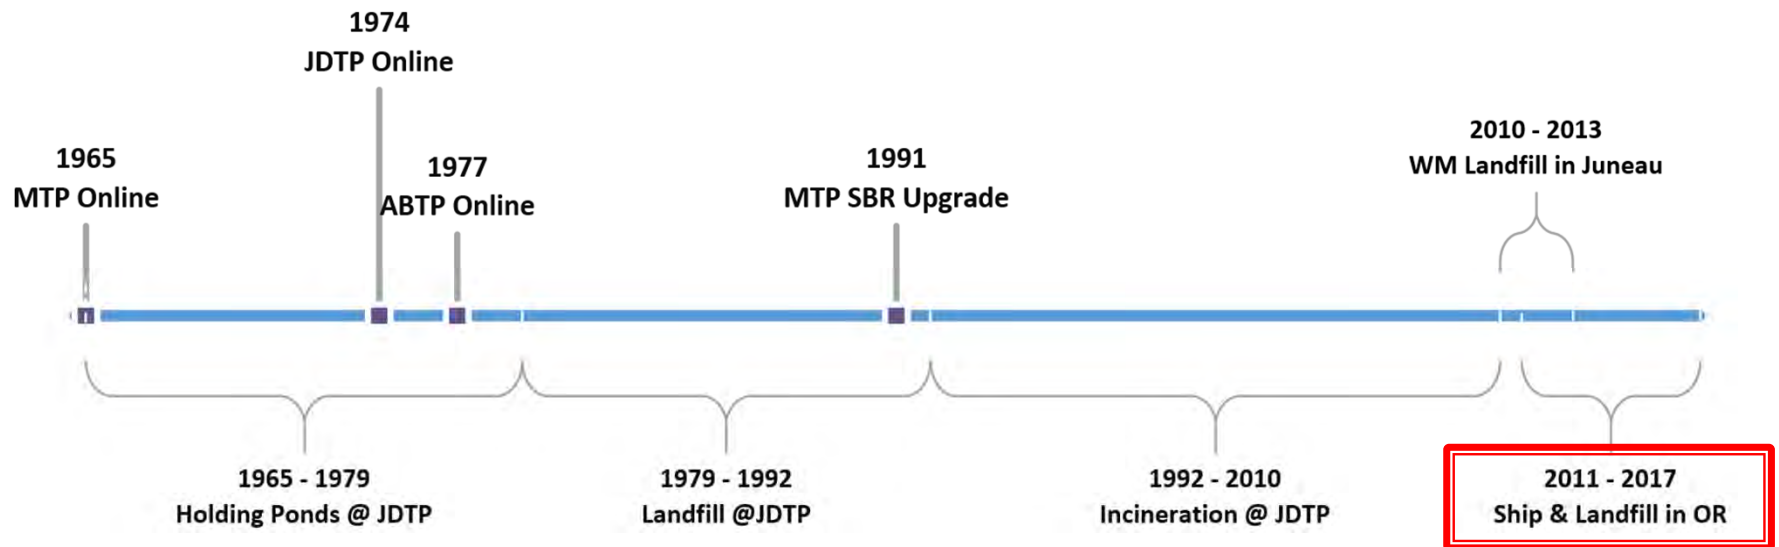 1974
JDTP Online
1965
MTP Online
1977
ABTP Online
1991
MTP SBR Upgrade
2010 - 2013
WM Landfill in Juneau
1965 - 1979
Holding Ponds @ JDTP
1979 - 1992
Landfill @JDTP
1992 - 2010
Incineration @ JDTP
2011 - 2017
Ship & Landfill in OR